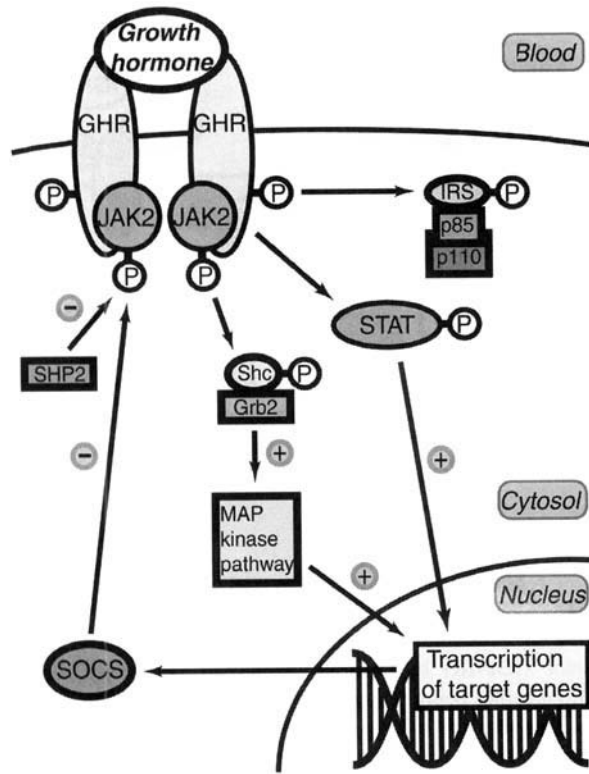 Growth
hormone
Blood
GHR
GHR
P
P
IRS
P
JAK2
JAK2
p85
p110
P
P
−
STAT
P
SHP2
Shc
P
Grb2
−
+
+
Cytosol
MAP
kinase
pathway
+
Nucleus
SOCS
Transcription
of target genes